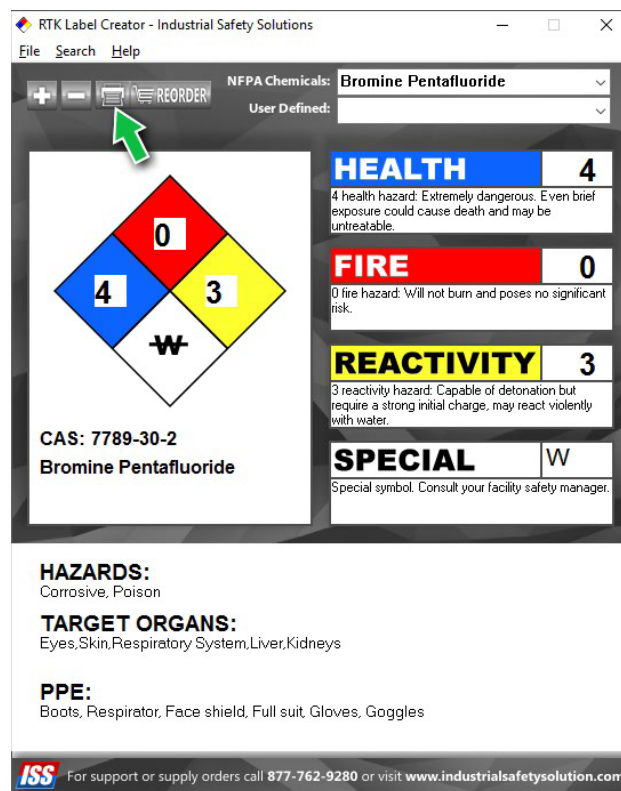 RTK Label Creator - Industrial Safety Solutions
File Search Help
NFPA Chemicals: Bromine Pentafluoride
REORDER
User Defined:
HEALTH 4
4 health hazard: Extremely dangerous. Even brief
exposure could cause death and may be
untreatable.
0
4 3
W
FIRE 0
0 fire hazard: Will not burn and poses no significant
risk.
REACTIVITY 3
3 reactivity hazard: Capable of detonation but
require a strong initial charge, may react violently
with water.
CAS: 7789-30-2
Bromine Pentafluoride
SPECIAL W
Special symbol. Consult your facility safety manager.
HAZARDS:
Corrosive, Poison
TARGET ORGANS:
Eyes,Skin,Respiratory System,Liver,Kidneys
PPE:
Boots, Respirator, Face shield, Full suit, Gloves, Goggles
ISS For support or supply orders call 877-762-9280 or visit www.industrialsafetysolution.com